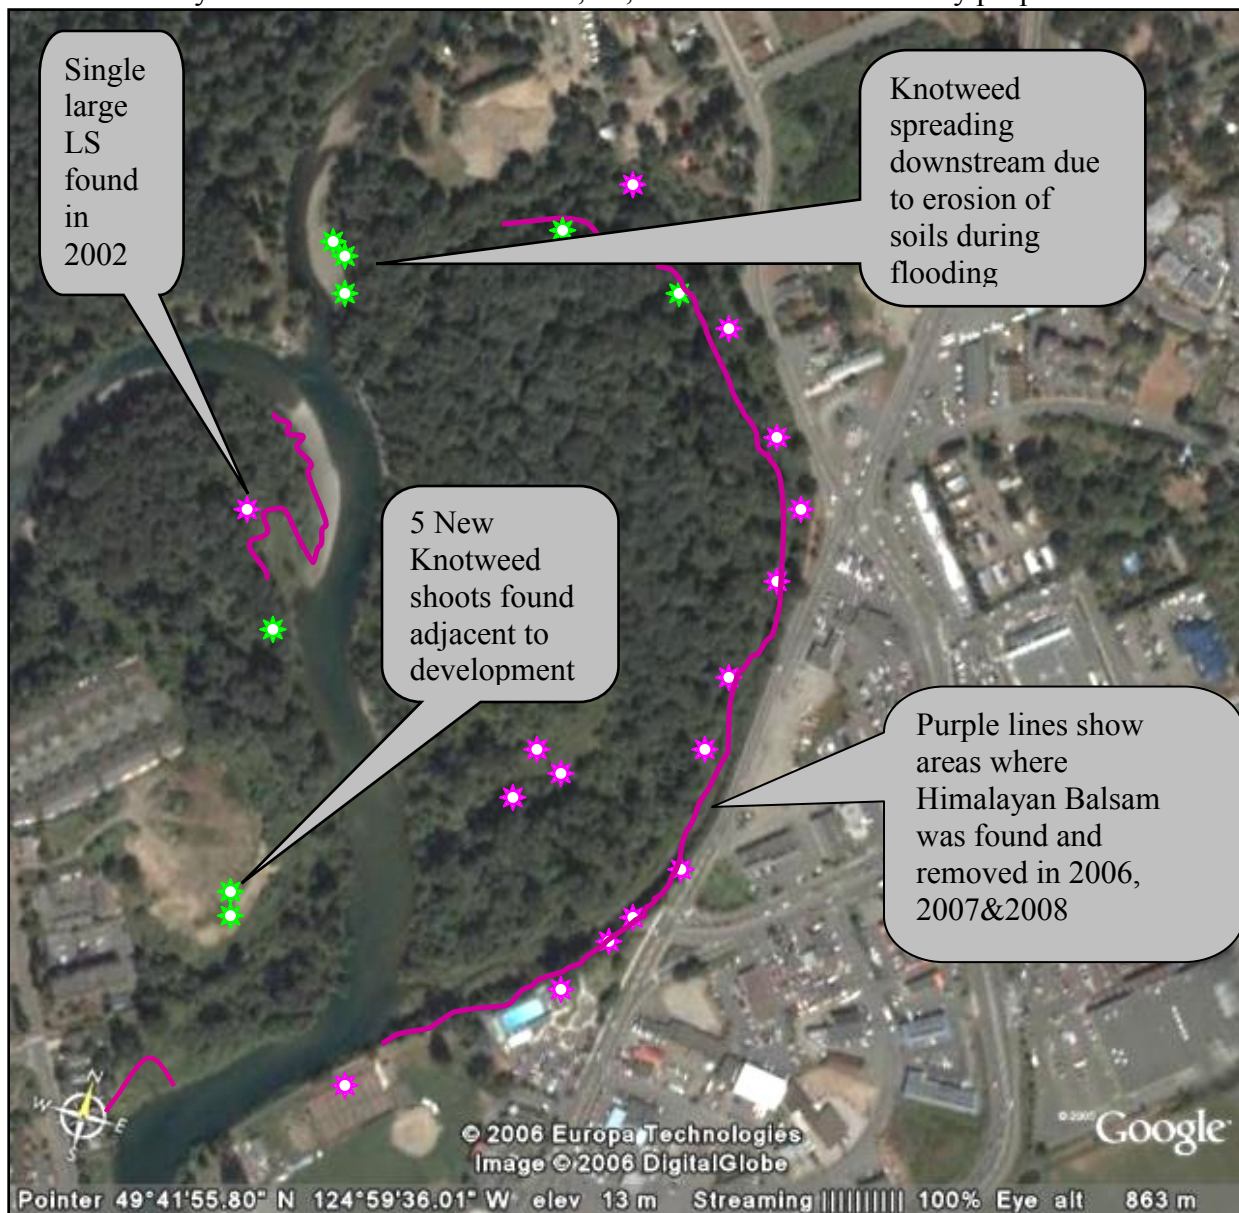 Single
large
LS
found
in
2002
Knotweed
spreading
downstream due
to erosion of
soils during
flooding
5 New
Knotweed
shoots found
adjacent to
development
Purple lines show
areas where
Himalayan Balsam
was found and
removed in 2006,
2007&2008
N
W
E
S
© 2006 Europa Technologies
Image © 2006 DigitalGlobe
Google
Pointer 49°41'55.80" N 124°59'36.01" W elev 13 m Streaming |||||||||| 100% Eye alt 863 m